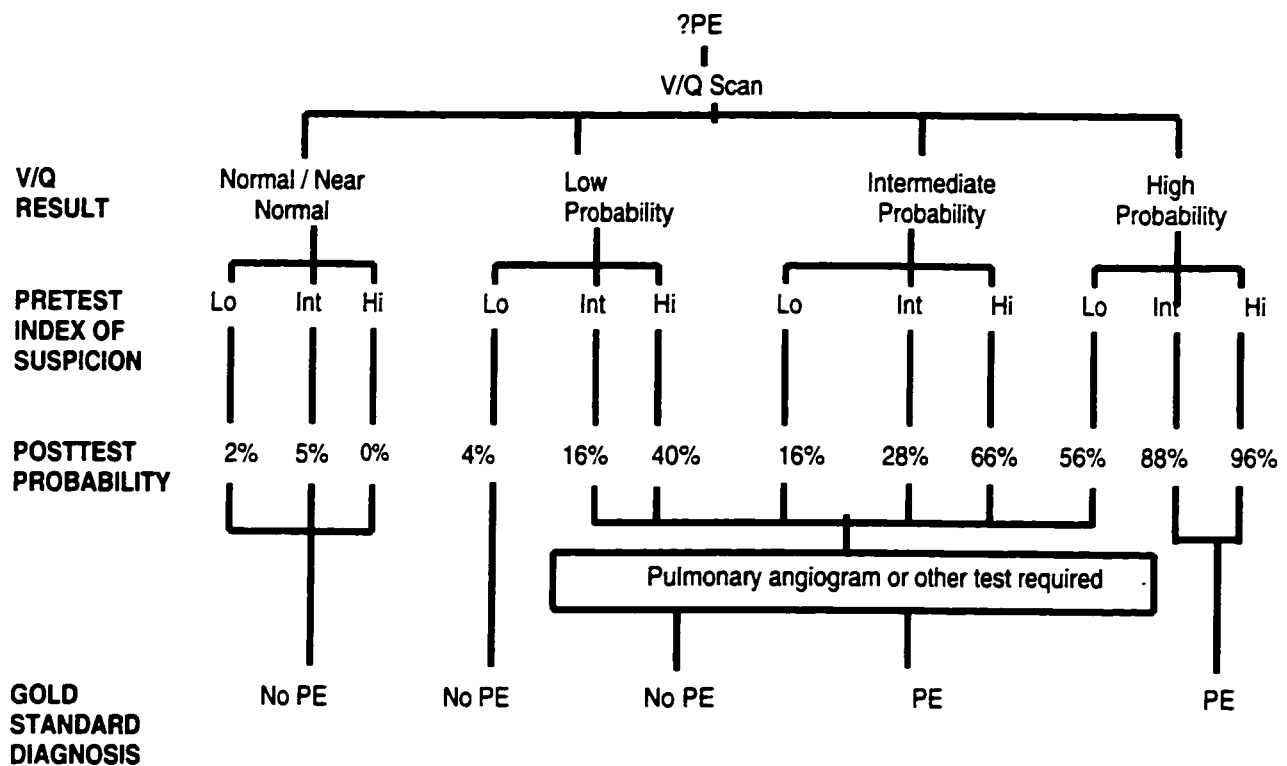 ?PE
V/Q Scan
V/Q
RESULT
Normal / Near
Normal
Low
Probability
Intermediate
Probability
High
Probability
PRETEST
INDEX OF
SUSPICION
Lo Int Hi Lo Int Hi Lo Int Hi Lo Int Hi
POSTTEST
PROBABILITY
2% 5% 0% 4% 16% 40% 16% 28% 66% 56% 88% 96%
Pulmonary angiogram or other test required
GOLD
STANDARD
DIAGNOSIS
No PE No PE No PE PE PE